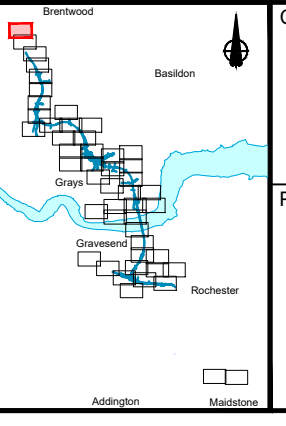 Brentwood
C
Basildon
Grays
P
Gravesend
Rochester
Addington
Maidstone